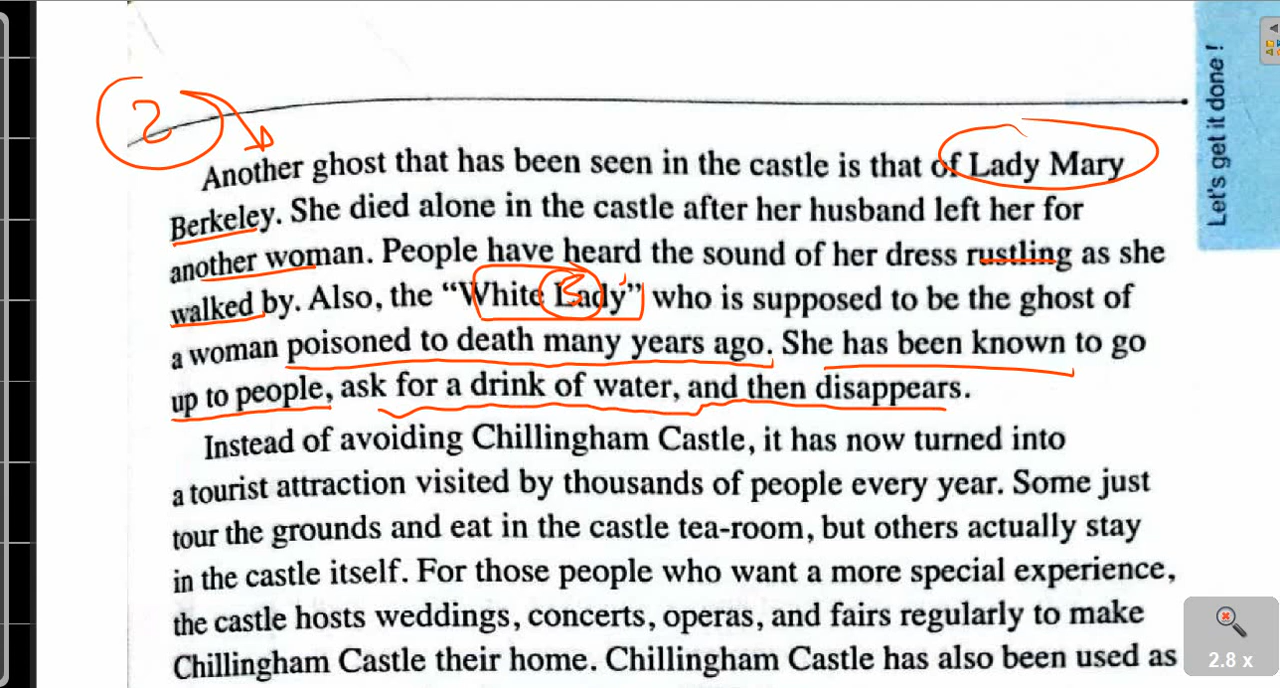 Let's get it done !
2
Another ghost that has been seen in the castle is that of Lady Mary
Berkeley. She died alone in the castle after her husband left her for
another woman. People have heard the sound of her dress rustling as she
walked by. Also, the “White Lady” who is supposed to be the ghost of
3
a woman poisoned to death many years ago. She has been known to go
up to people, ask for a drink of water, and then disappears.
Instead of avoiding Chillingham Castle, it has now turned into
a tourist attraction visited by thousands of people every year. Some just
tour the grounds and eat in the castle tea-room, but others actually stay
in the castle itself. For those people who want a more special experience,
the castle hosts weddings, concerts, operas, and fairs regularly to make
Chillingham Castle their home. Chillingham Castle has also been used as
2.8 x